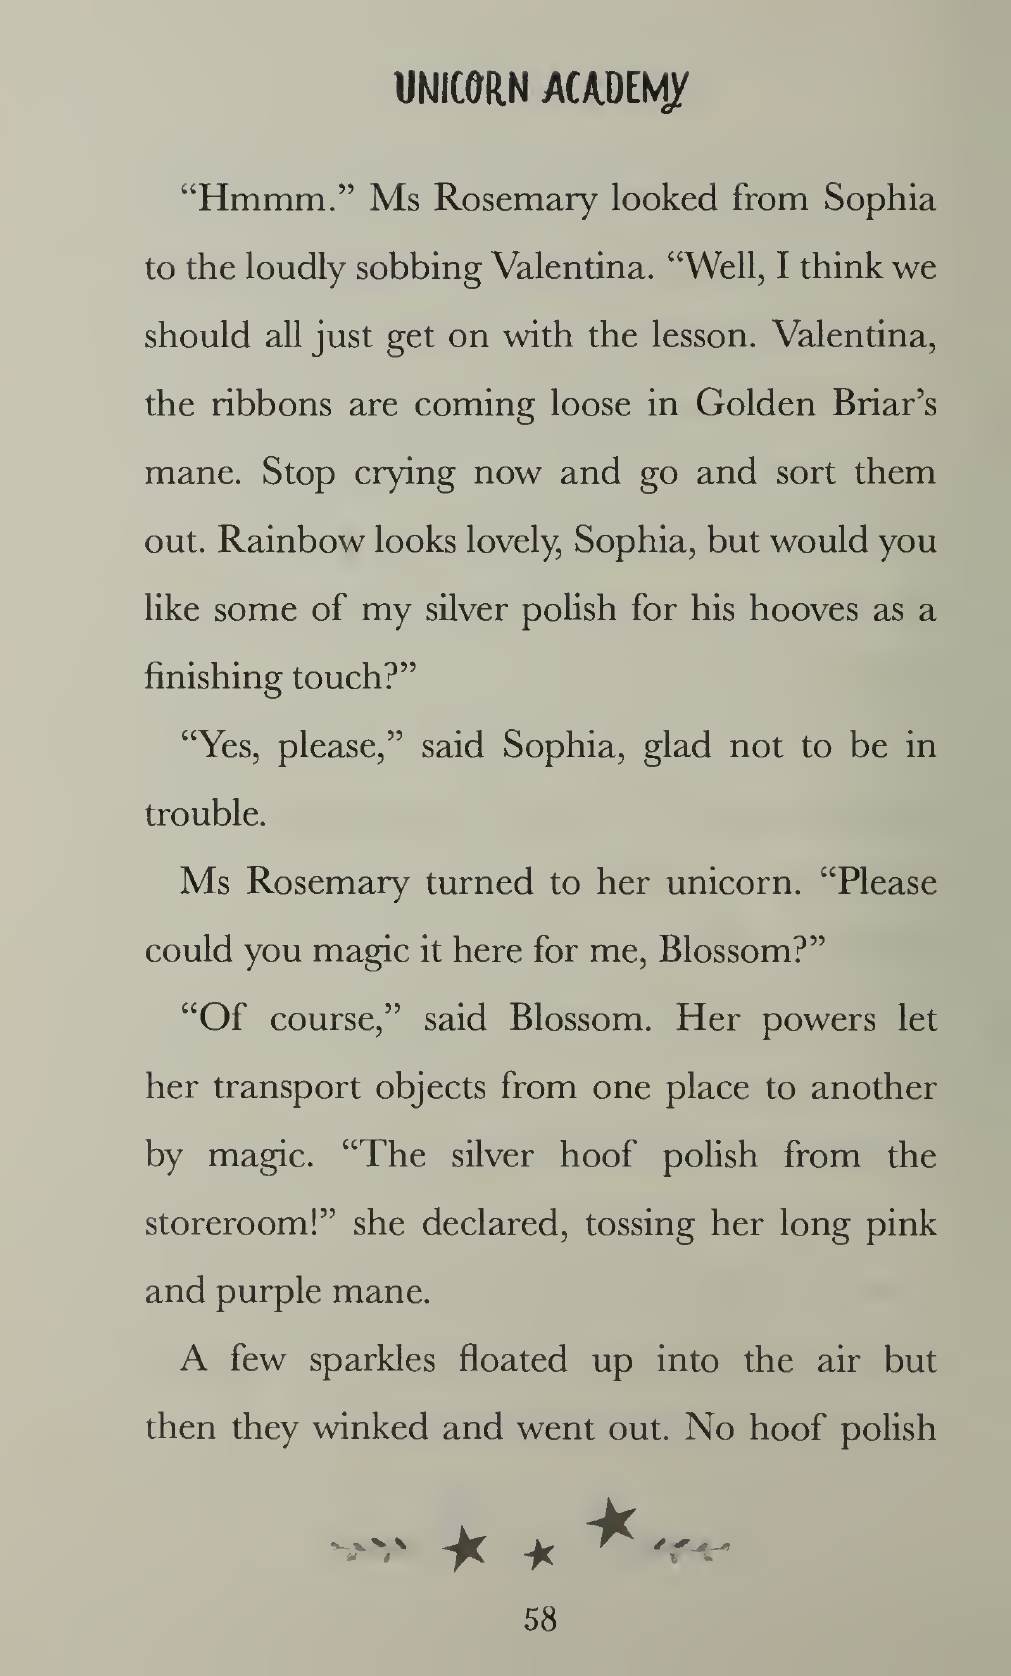 UNICORN ACADEMY
“Hmmm.” Ms Rosemary looked from Sophia
to the loudly sobbing Valentina. “Well, I think we
should all just get on with the lesson. Valentina,
the ribbons are coming loose in Golden Briar’s
mane. Stop crying now and go and sort them
out. Rainbow looks lovely, Sophia, but would you
like some of my silver polish for his hooves as a
finishing touch?”
“Yes, please,” said Sophia, glad not to be in
trouble.
Ms Rosemary turned to her unicorn. “Please
could you magic it here for me, Blossom?”
“Of course,” said Blossom. Her powers let
her transport objects from one place to another
by magic. “The silver hoof polish from the
storeroom!” she declared, tossing her long pink
and purple mane.
A few sparkles floated up into the air but
then they winked and went out. No hoof polish
58